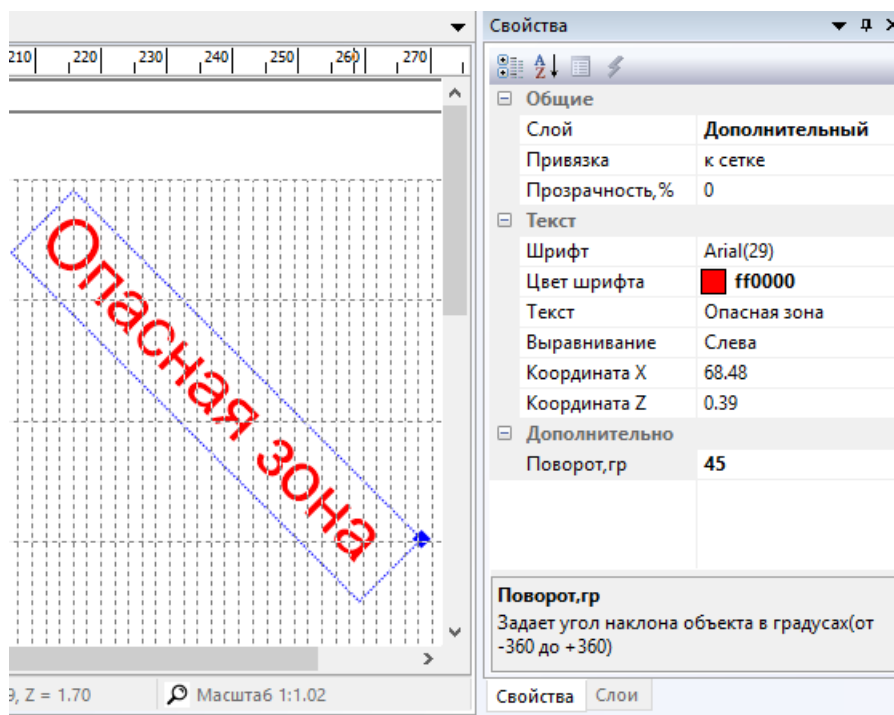 Свойства
210 220 230 240 250 260 270
Общие
Слой Дополнительный
Привязка к сетке
Прозрачность,% 0
Текст
Шрифт Arial(29)
Цвет шрифта ff0000
Текст Опасная зона
Выравнивание Слева
Координата X 68.48
Координата Z 0.39
Дополнительно
Поворот,гр 45
Опасная зона
Поворот,гр
Задает угол наклона объекта в градусах(от
-360 до +360)
, Z = 1.70 Масштаб 1:1.02
Свойства Слои